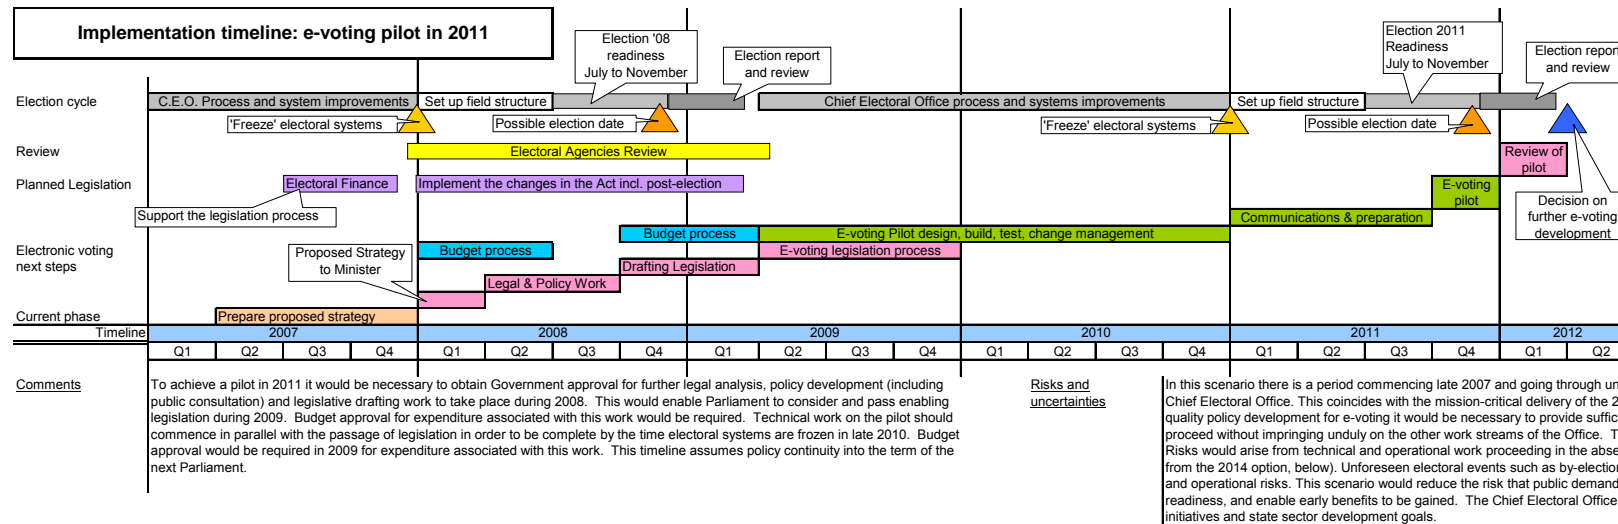 Implementation timeline: e-voting pilot in 2011
Election '08
readiness
July to November
Election report
and review
Election 2011
Readiness
July to November
Election report
and review
Election cycle
C.E.O. Process and system improvements
Set up field structure
Chief Electoral Office process and systems improvements
Set up field structure
'Freeze' electoral systems
Possible election date
'Freeze' electoral systems
Possible election date
Review
Electoral Agencies Review
Review of
pilot
Planned Legislation
Electoral Finance
Implement the changes in the Act incl. post-election
E-voting
pilot
Support the legislation process
Communications & preparation
Decision on
further e-voting
development
Budget process
E-voting Pilot design, build, test, change management
Electronic voting
next steps
Proposed Strategy
to Minister
Budget process
E-voting legislation process
Drafting Legislation
Legal & Policy Work
Current phase
Prepare proposed strategy
Timeline
2007
2008
2009
2010
2011
2012
Q1 Q2 Q3 Q4 Q1 Q2 Q3 Q4 Q1 Q2 Q3 Q4 Q1 Q2 Q3 Q4 Q1 Q2 Q3 Q4 Q1 Q2
Comments
To achieve a pilot in 2011 it would be necessary to obtain Government approval for further legal analysis, policy development (including
public consultation) and legislative drafting work to take place during 2008. This would enable Parliament to consider and pass enabling
legislation during 2009. Budget approval for expenditure associated with this work would be required. Technical work on the pilot should
commence in parallel with the passage of legislation in order to be complete by the time electoral systems are frozen in late 2010. Budget
approval would be required in 2009 for expenditure associated with this work. This timeline assumes policy continuity into the term of the
next Parliament.
Risks and
uncertainties
In this scenario there is a period commencing late 2007 and going through un
Chief Electoral Office. This coincides with the mission-critical delivery of the 2
quality policy development for e-voting it would be necessary to provide suffic
proceed without impringing unduly on the other work streams of the Office. T
Risks would arise from technical and operational work proceeding in the abse
from the 2014 option, below). Unforeseen electoral events such as by-election
and operational risks. This scenario would reduce the risk that public demand
readiness, and enable early benefits to be gained. The Chief Electoral Office
initiatives and state sector development goals.